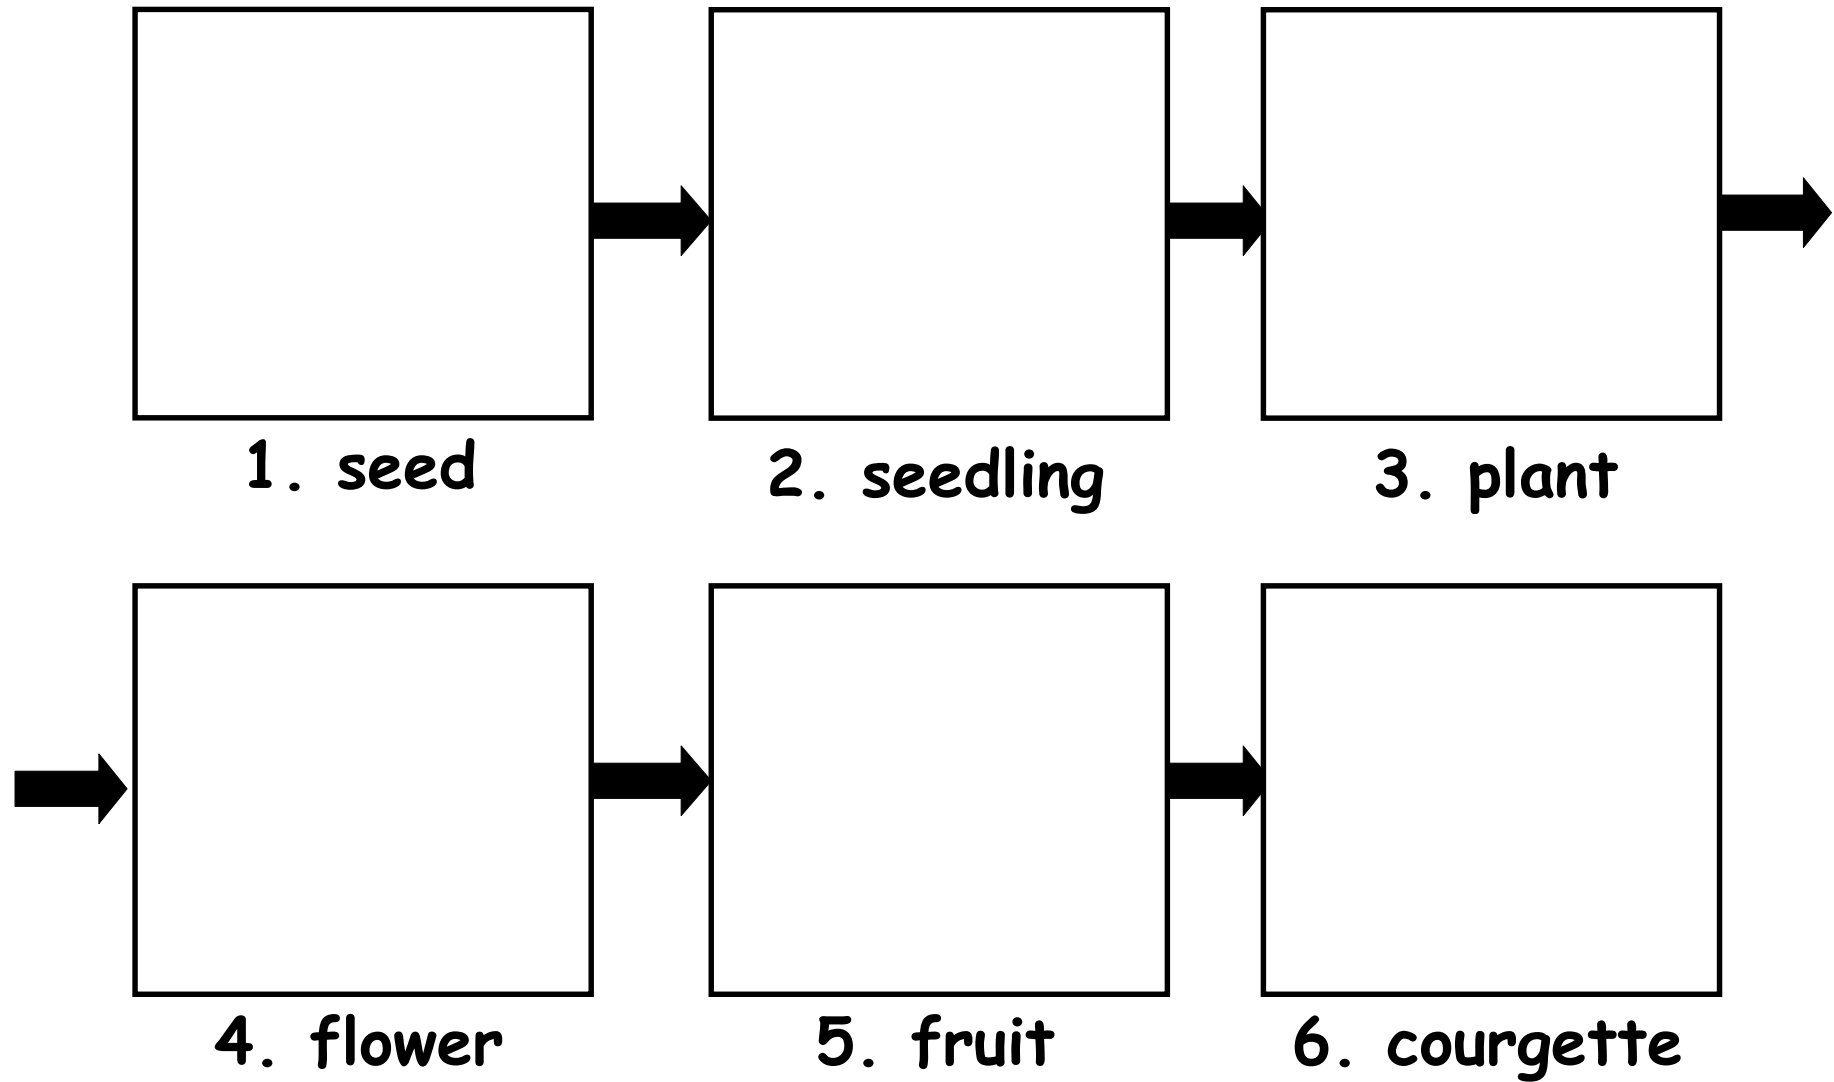 1. seed
2. seedling
3. plant
4. flower
5. fruit
6. courgette